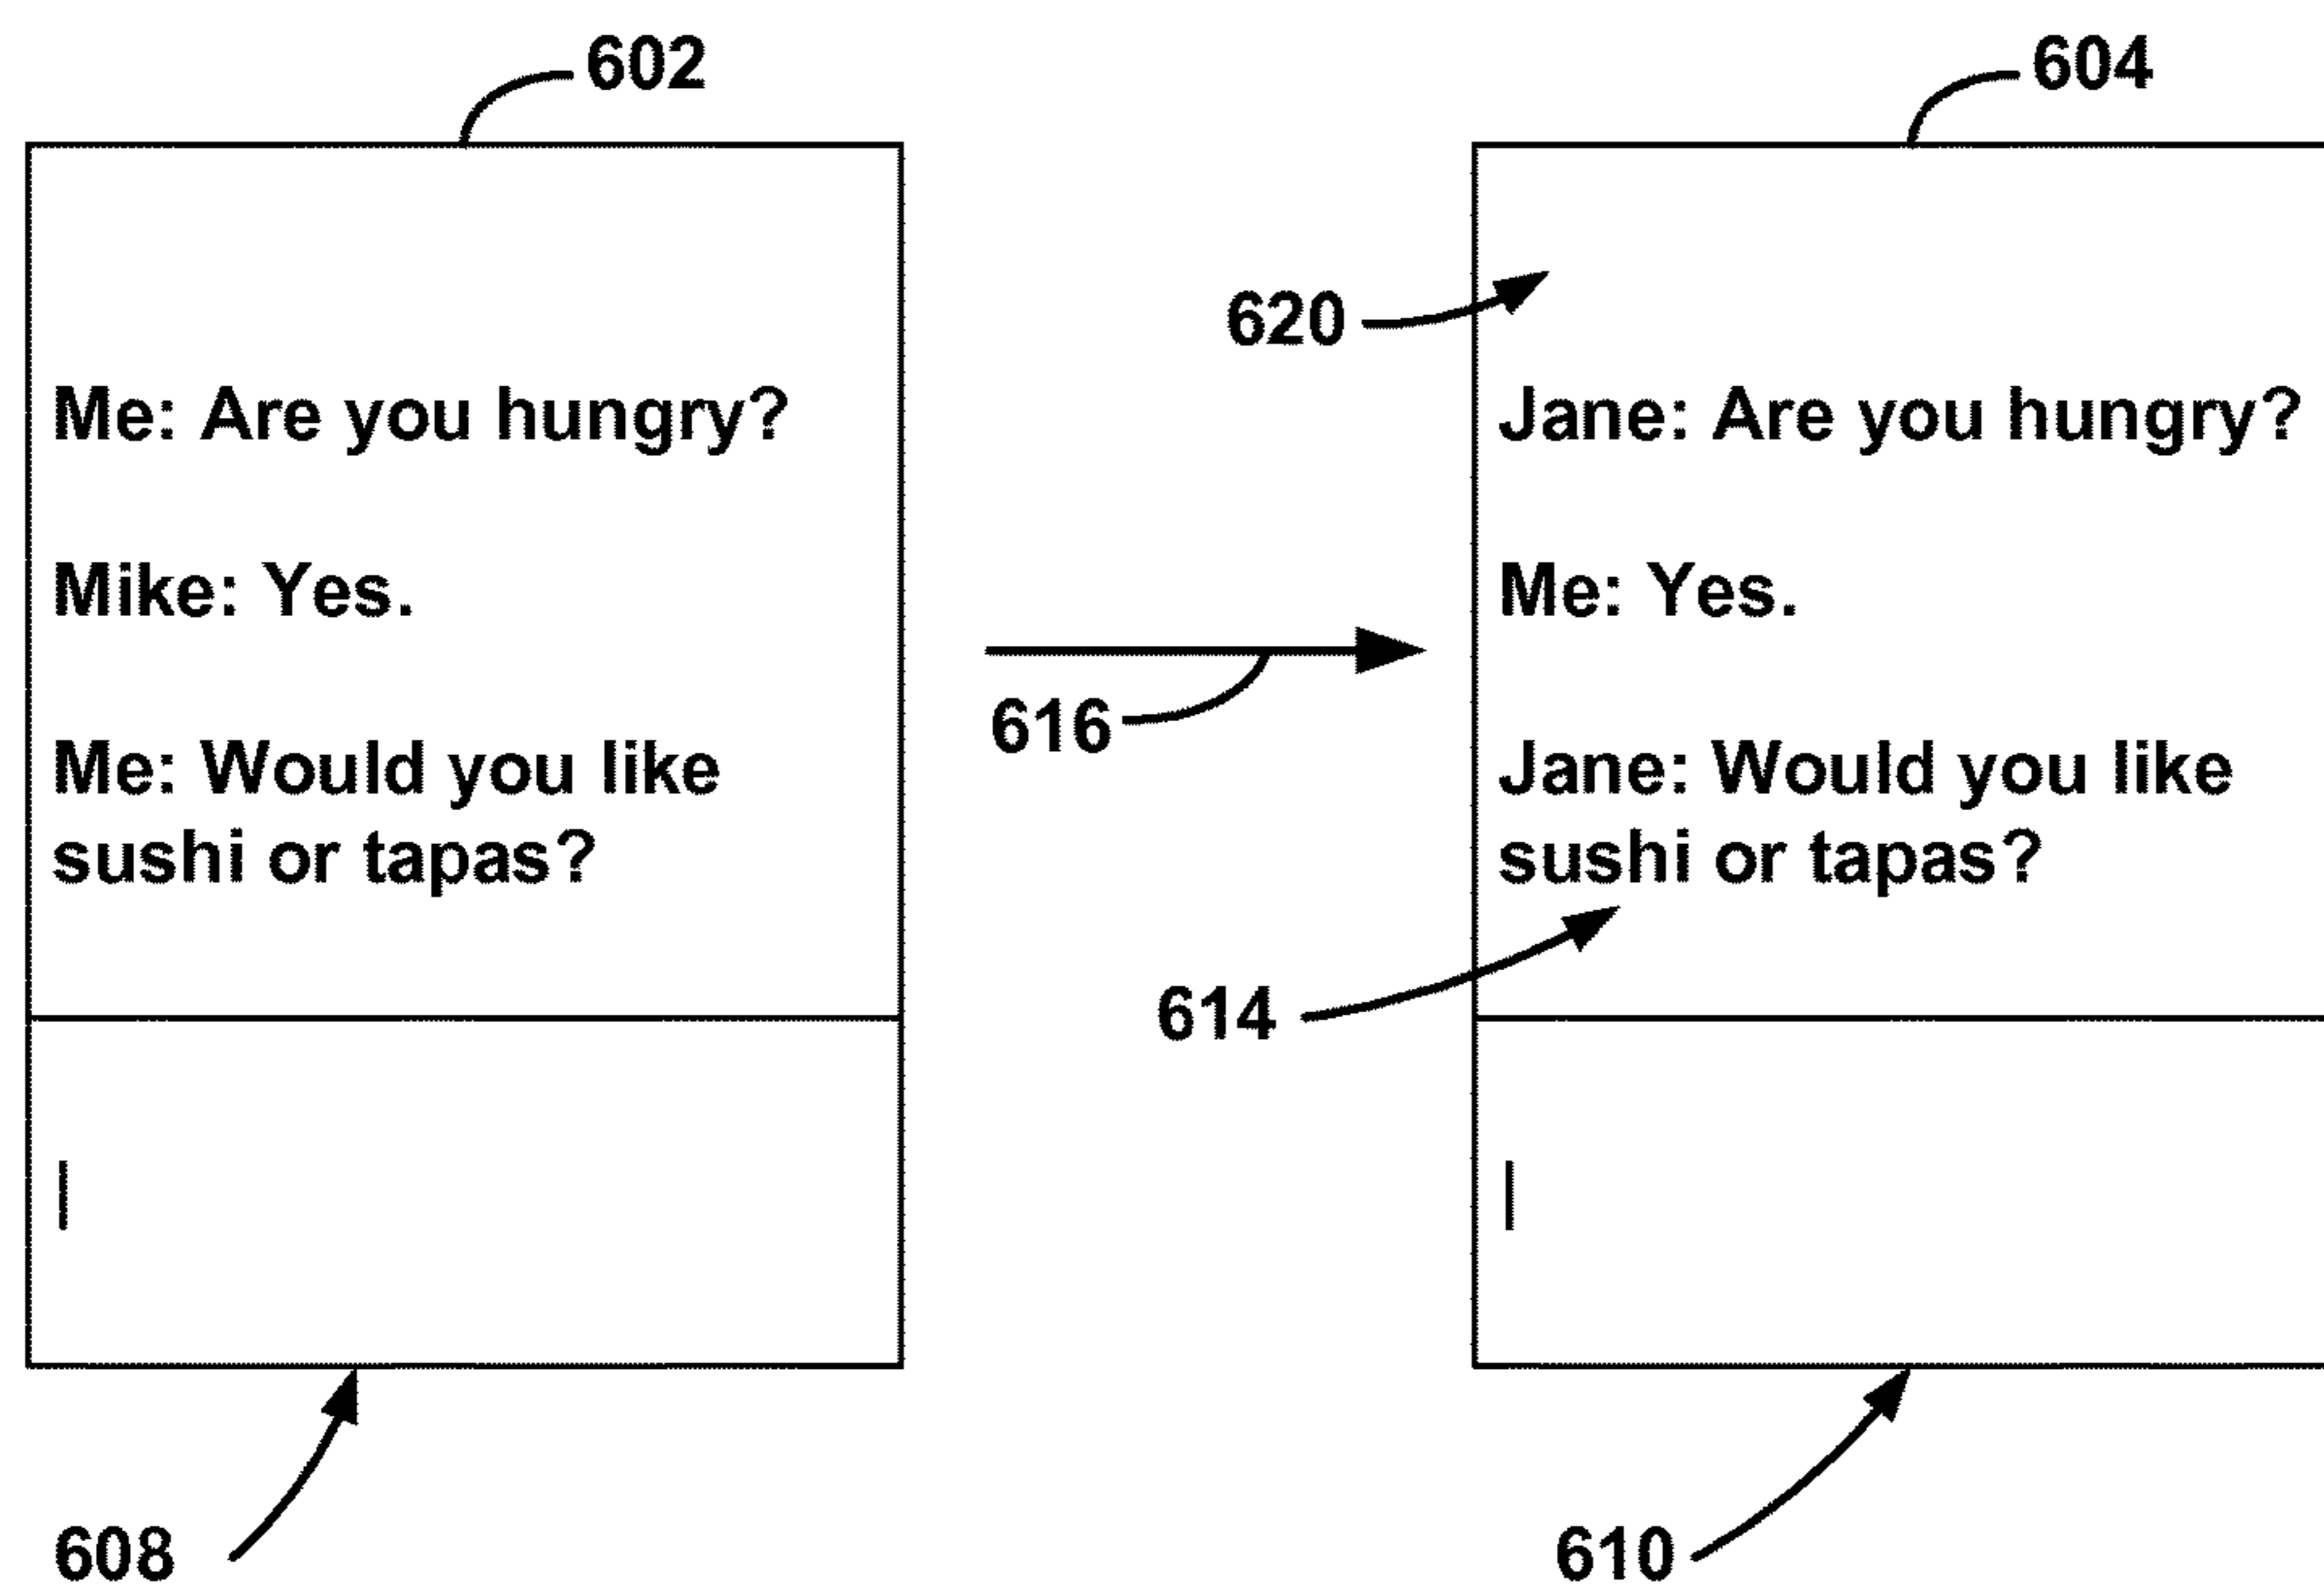 602
604
620
Me: Are you hungry?
Mike: Yes.
Me: Would you like
sushi or tapas?
616
Jane: Are you hungry?
Me: Yes.
Jane: Would you like
sushi or tapas?
614
|
|
608
610